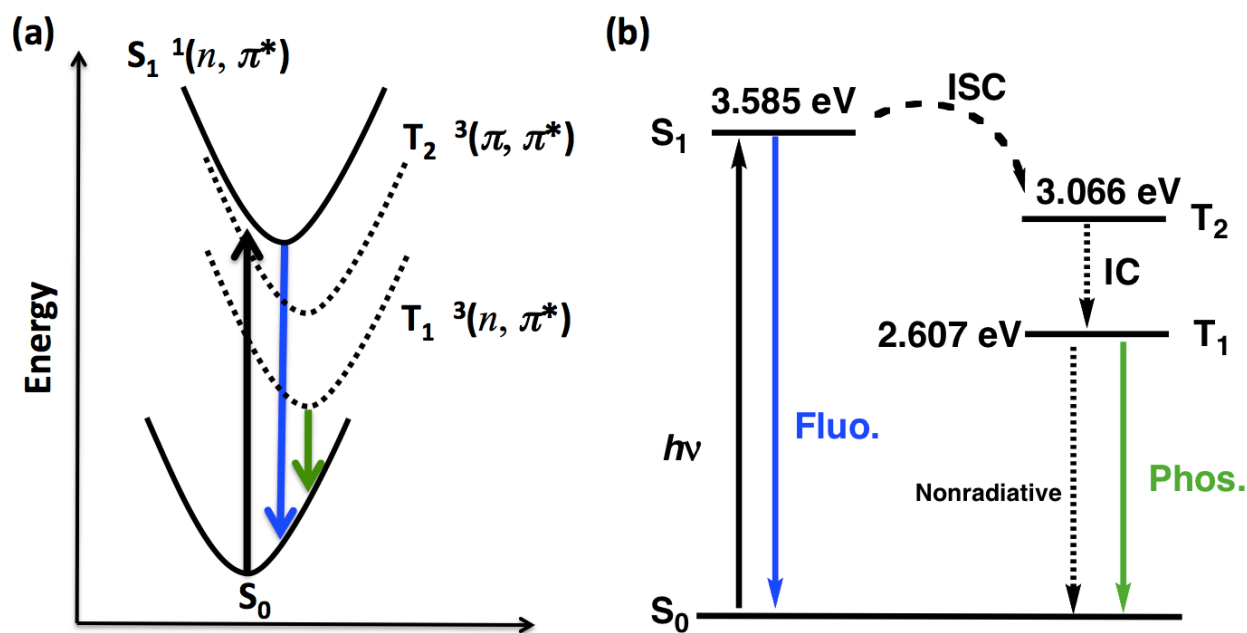 (a)
S1 1(n, π*)
T2 3(π, π*)
T1 3(n, π*)
Energy
S0
(b)
3.585 eV
ISC
S1
3.066 eV
T2
IC
2.607 eV
T1
Fluo.
hν
Phos.
Nonradiative
S0